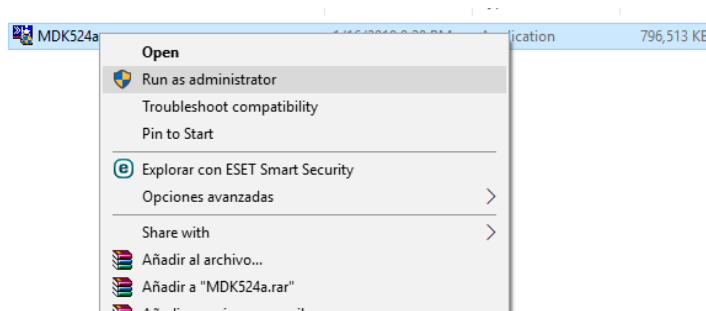 MDK524a
ication 796,513 KB
Open
Run as administrator
Troubleshoot compatibility
Pin to Start
Explorar con ESET Smart Security
Opciones avanzadas
Share with
Añadir al archivo...
Añadir a "MDK524a.rar"